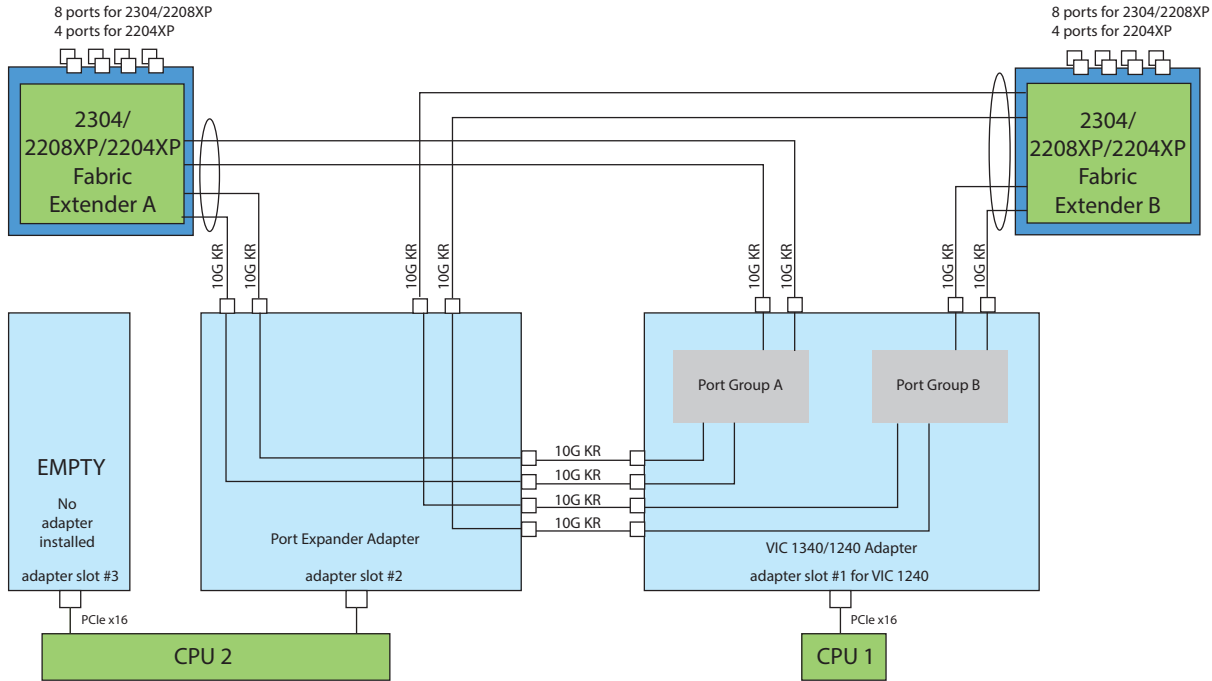 8 ports for 2304/2208XP
4 ports for 2204XP
8 ports for 2304/2208XP
4 ports for 2204XP
2304/
2208XP/2204XP
Fabric
Extender A
2304/
2208XP/2204XP
Fabric
Extender B
10G KR
10G KR
10G KR
10G KR
10G KR
10G KR
10G KR
10G KR
Port Group A
Port Group B
10G KR
10G KR
10G KR
10G KR
EMPTY
No
adapter
installed
adapter slot #3
Port Expander Adapter
adapter slot #2
VIC 1340/1240 Adapter
adapter slot #1 for VIC 1240
PCIe x16
PCIe x16
CPU 2
CPU 1